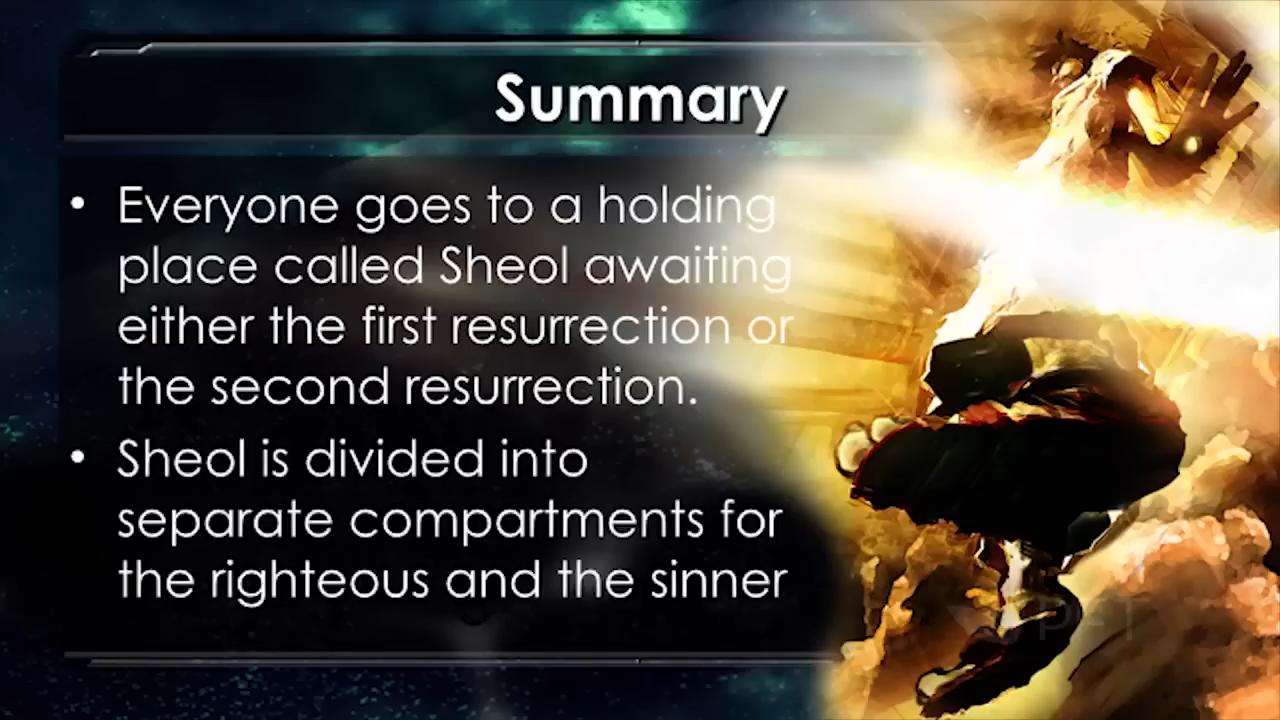 Summary
• Everyone goes to a holding
place called Sheol awaiting
either the first resurrection or
the second resurrection.
• Sheol is divided into
separate compartments for
the righteous and the sinner